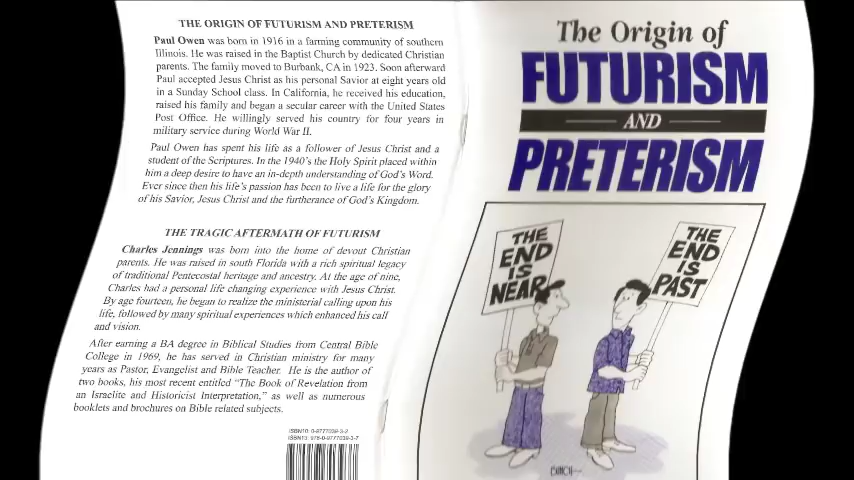 THE ORIGIN OF FUTURISM AND PRETERISM
Paul Owen was born in 1916 in a farming community of southern
Illinois. He was raised in the Baptist Church by dedicated Christian
parents. The family moved to Burbank, CA in 1923. Soon afterward
Paul accepted Jesus Christ as his personal Savior at eight years old
in a Sunday School class. In California, he received his education,
raised his family and began a secular career with the United States
Post Office. He willingly served his country for four years in
military service during World War II.
Paul Owen has spent his life as a follower of Jesus Christ and a
student of the Scriptures. In the 1940's the Holy Spirit placed within
him a deep desire to have an in-depth understanding of God's Word.
Ever since then his life's passion has been to live a life for the glory
of his Savior, Jesus Christ and the furtherance of God's Kingdom.
THE TRAGIC AFTERMATH OF FUTURISM
Charles Jennings was born into the home of devout Christian
parents. He was raised in south Florida with a rich spiritual legacy
of traditional Pentecostal heritage and ancestry. At the age of nine,
Charles had a personal life changing experience with Jesus Christ.
By age fourteen, he began to realize the ministerial calling upon his
life, followed by many spiritual experiences which enhanced his call
and vision.
After earning a BA degree in Biblical Studies from Central Bible
College in 1969, he has served in Christian ministry for many
years as Pastor, Evangelist and Bible Teacher. He is the author of
two books, his most recent entitled "The Book of Revelation from
an Israelite and Historicist Interpretation," as well as numerous
booklets and brochures on Bible related subjects.
ISBN10: 0-9777039-3-2
ISBN13: 978-0-9777039-3-7
The Origin of
FUTURISM
AND
PRETERISM
THE
END
IS
NEAR
THE
END
IS
PAST